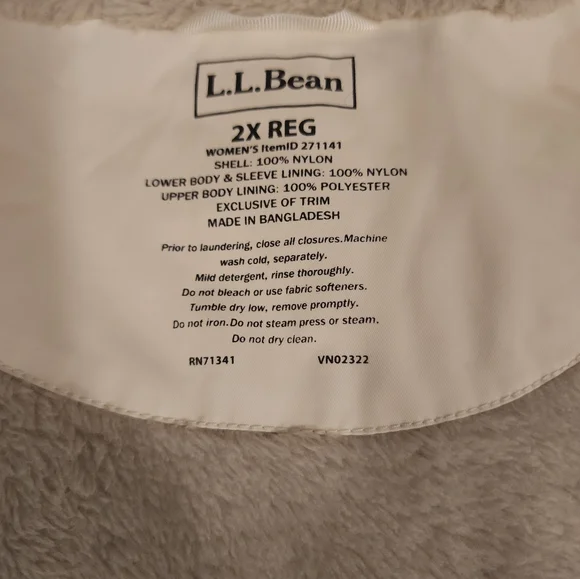 L.L.Bean
2X REG
WOMEN'S ItemID 271141
SHELL: 100% NYLON
LOWER BODY & SLEEVE LINING: 100% NYLON
UPPER BODY LINING: 100% POLYESTER
EXCLUSIVE OF TRIM
MADE IN BANGLADESH
Prior to laundering, close all closures.Machine
wash cold, separately.
Mild detergent, rinse thoroughly.
Do not bleach or use fabric softeners.
Tumble dry low, remove promptly.
Do not iron.Do not steam press or steam.
Do not dry clean.
RN71341 VN02322